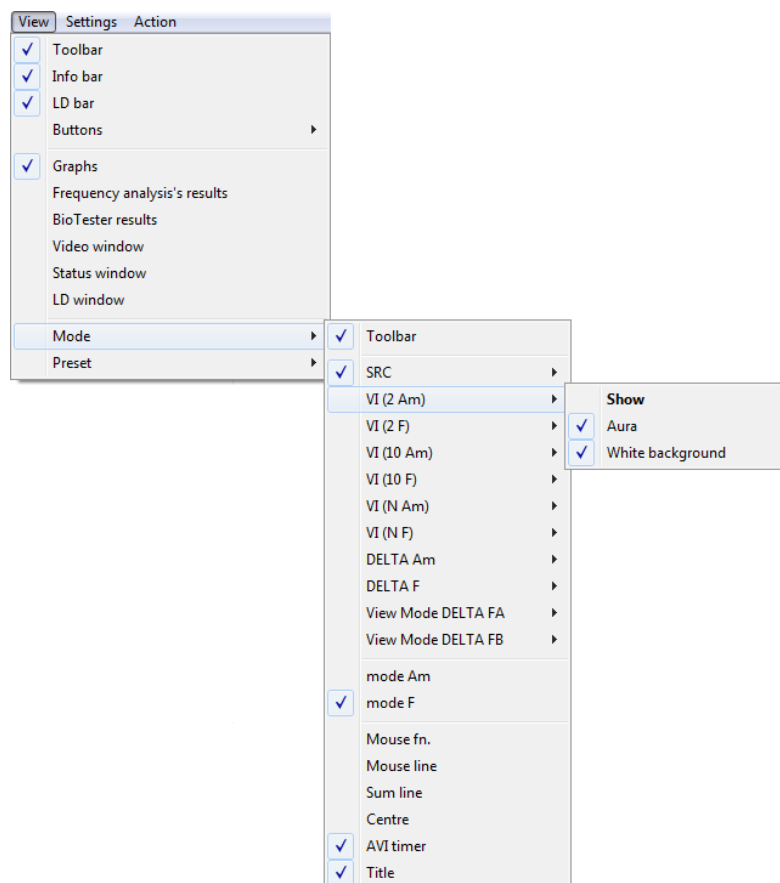 View Settings Action
Toolbar
Info bar
LD bar
Buttons
Graphs
Frequency analysis's results
BioTester results
Video window
Status window
LD window
Mode
Preset
Toolbar
SRC
VI (2 Am)
VI (2 F)
VI (10 Am)
VI (10 F)
VI (N Am)
VI (N F)
DELTA Am
DELTA F
View Mode DELTA FA
View Mode DELTA FB
mode Am
mode F
Mouse fn.
Mouse line
Sum line
Centre
AVI timer
Title
Show
Aura
White background